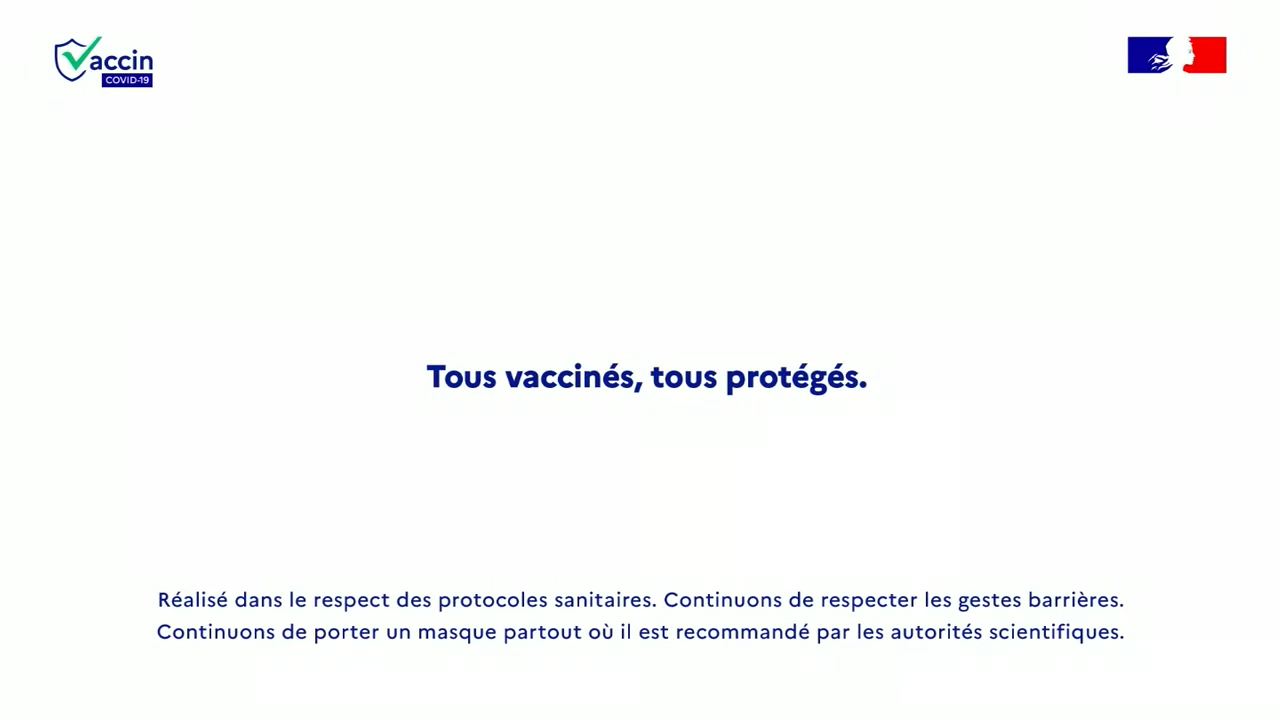 Vaccin
COVID-19
Tous vaccinés, tous protégés.
Réalisé dans le respect des protocoles sanitaires. Continuons de respecter les gestes barrières.
Continuons de porter un masque partout où il est recommandé par les autorités scientifiques.